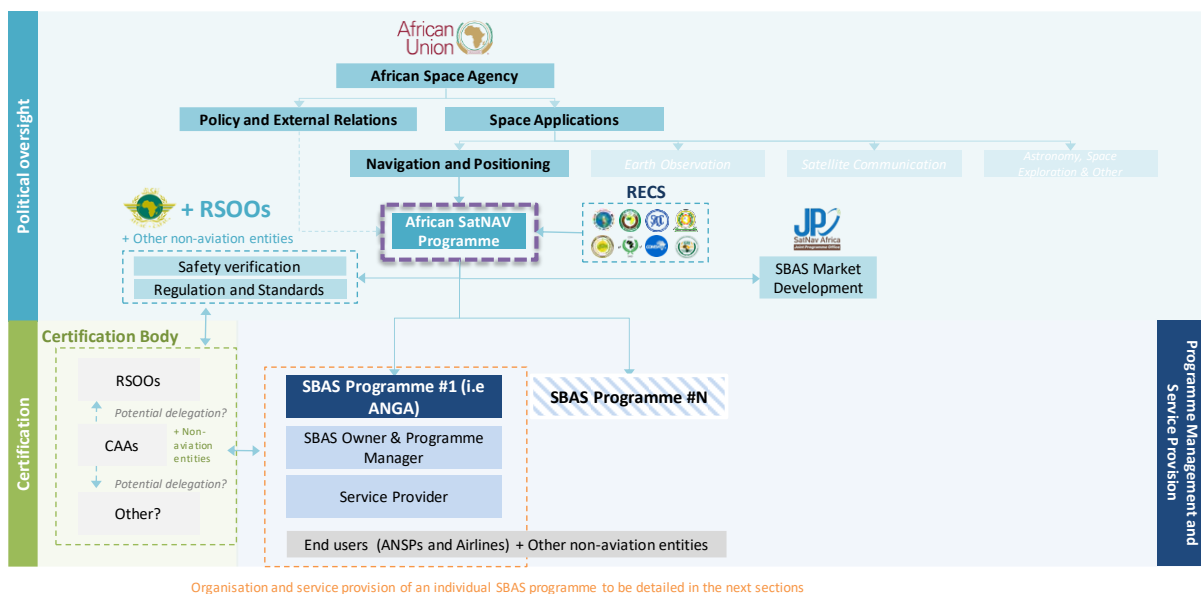 African
Union
African Space Agency
Policy and External Relations
Space Applications
Navigation and Positioning
Earth Observation
Satellite Communication
Astronomy, Space
Exploration & Other
Political oversight
RECS
+ RSOOs
+ Other non-aviation entities
African SatNAV
Programme
JP
SatNav Africa
Joint Programme Office
Safety verification
Regulation and Standards
SBAS Market
Development
Certification Body
Certification
RSOOs
Potential delegation?
CAAs
+ Non-
aviation
entities
Potential delegation?
Other?
SBAS Programme #1 (i.e
ANGA)
SBAS Programme #N
SBAS Owner & Programme
Manager
Service Provider
End users (ANSPs and Airlines) + Other non-aviation entities
Programme Management and
Service Provision
Organisation and service provision of an individual SBAS programme to be detailed in the next sections